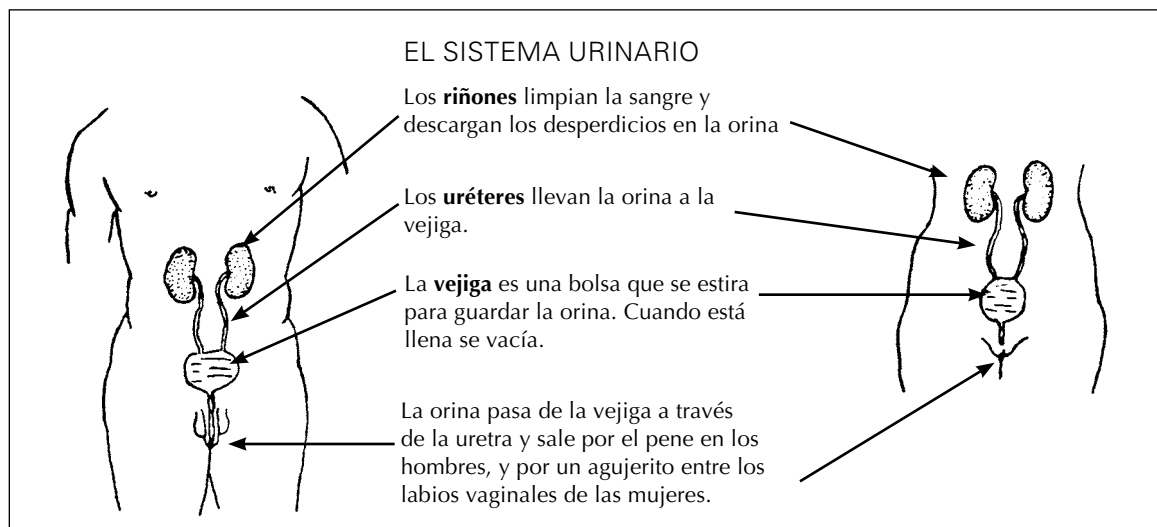 EL SISTEMA URINARIO
Los riñones limpian la sangre y
descargan los desperdicios en la orina
Los uréteres llevan la orina a la
vejiga.
La vejiga es una bolsa que se estira
para guardar la orina. Cuando está
llena se vacía.
La orina pasa de la vejiga a través
de la uretra y sale por el pene en los
hombres, y por un agujerito entre los
labios vaginales de las mujeres.